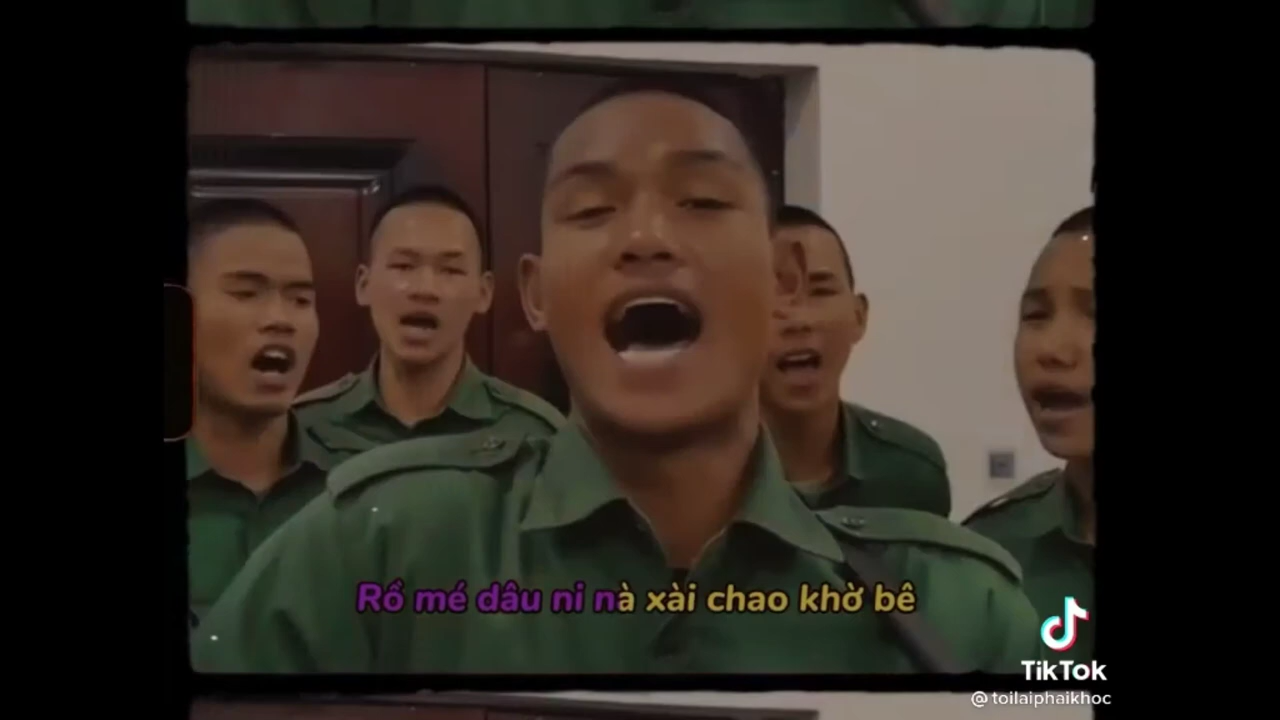 Rồ mé dâu ni nà xài chao khờ bê
TikTok
@toilaiphaikhoc